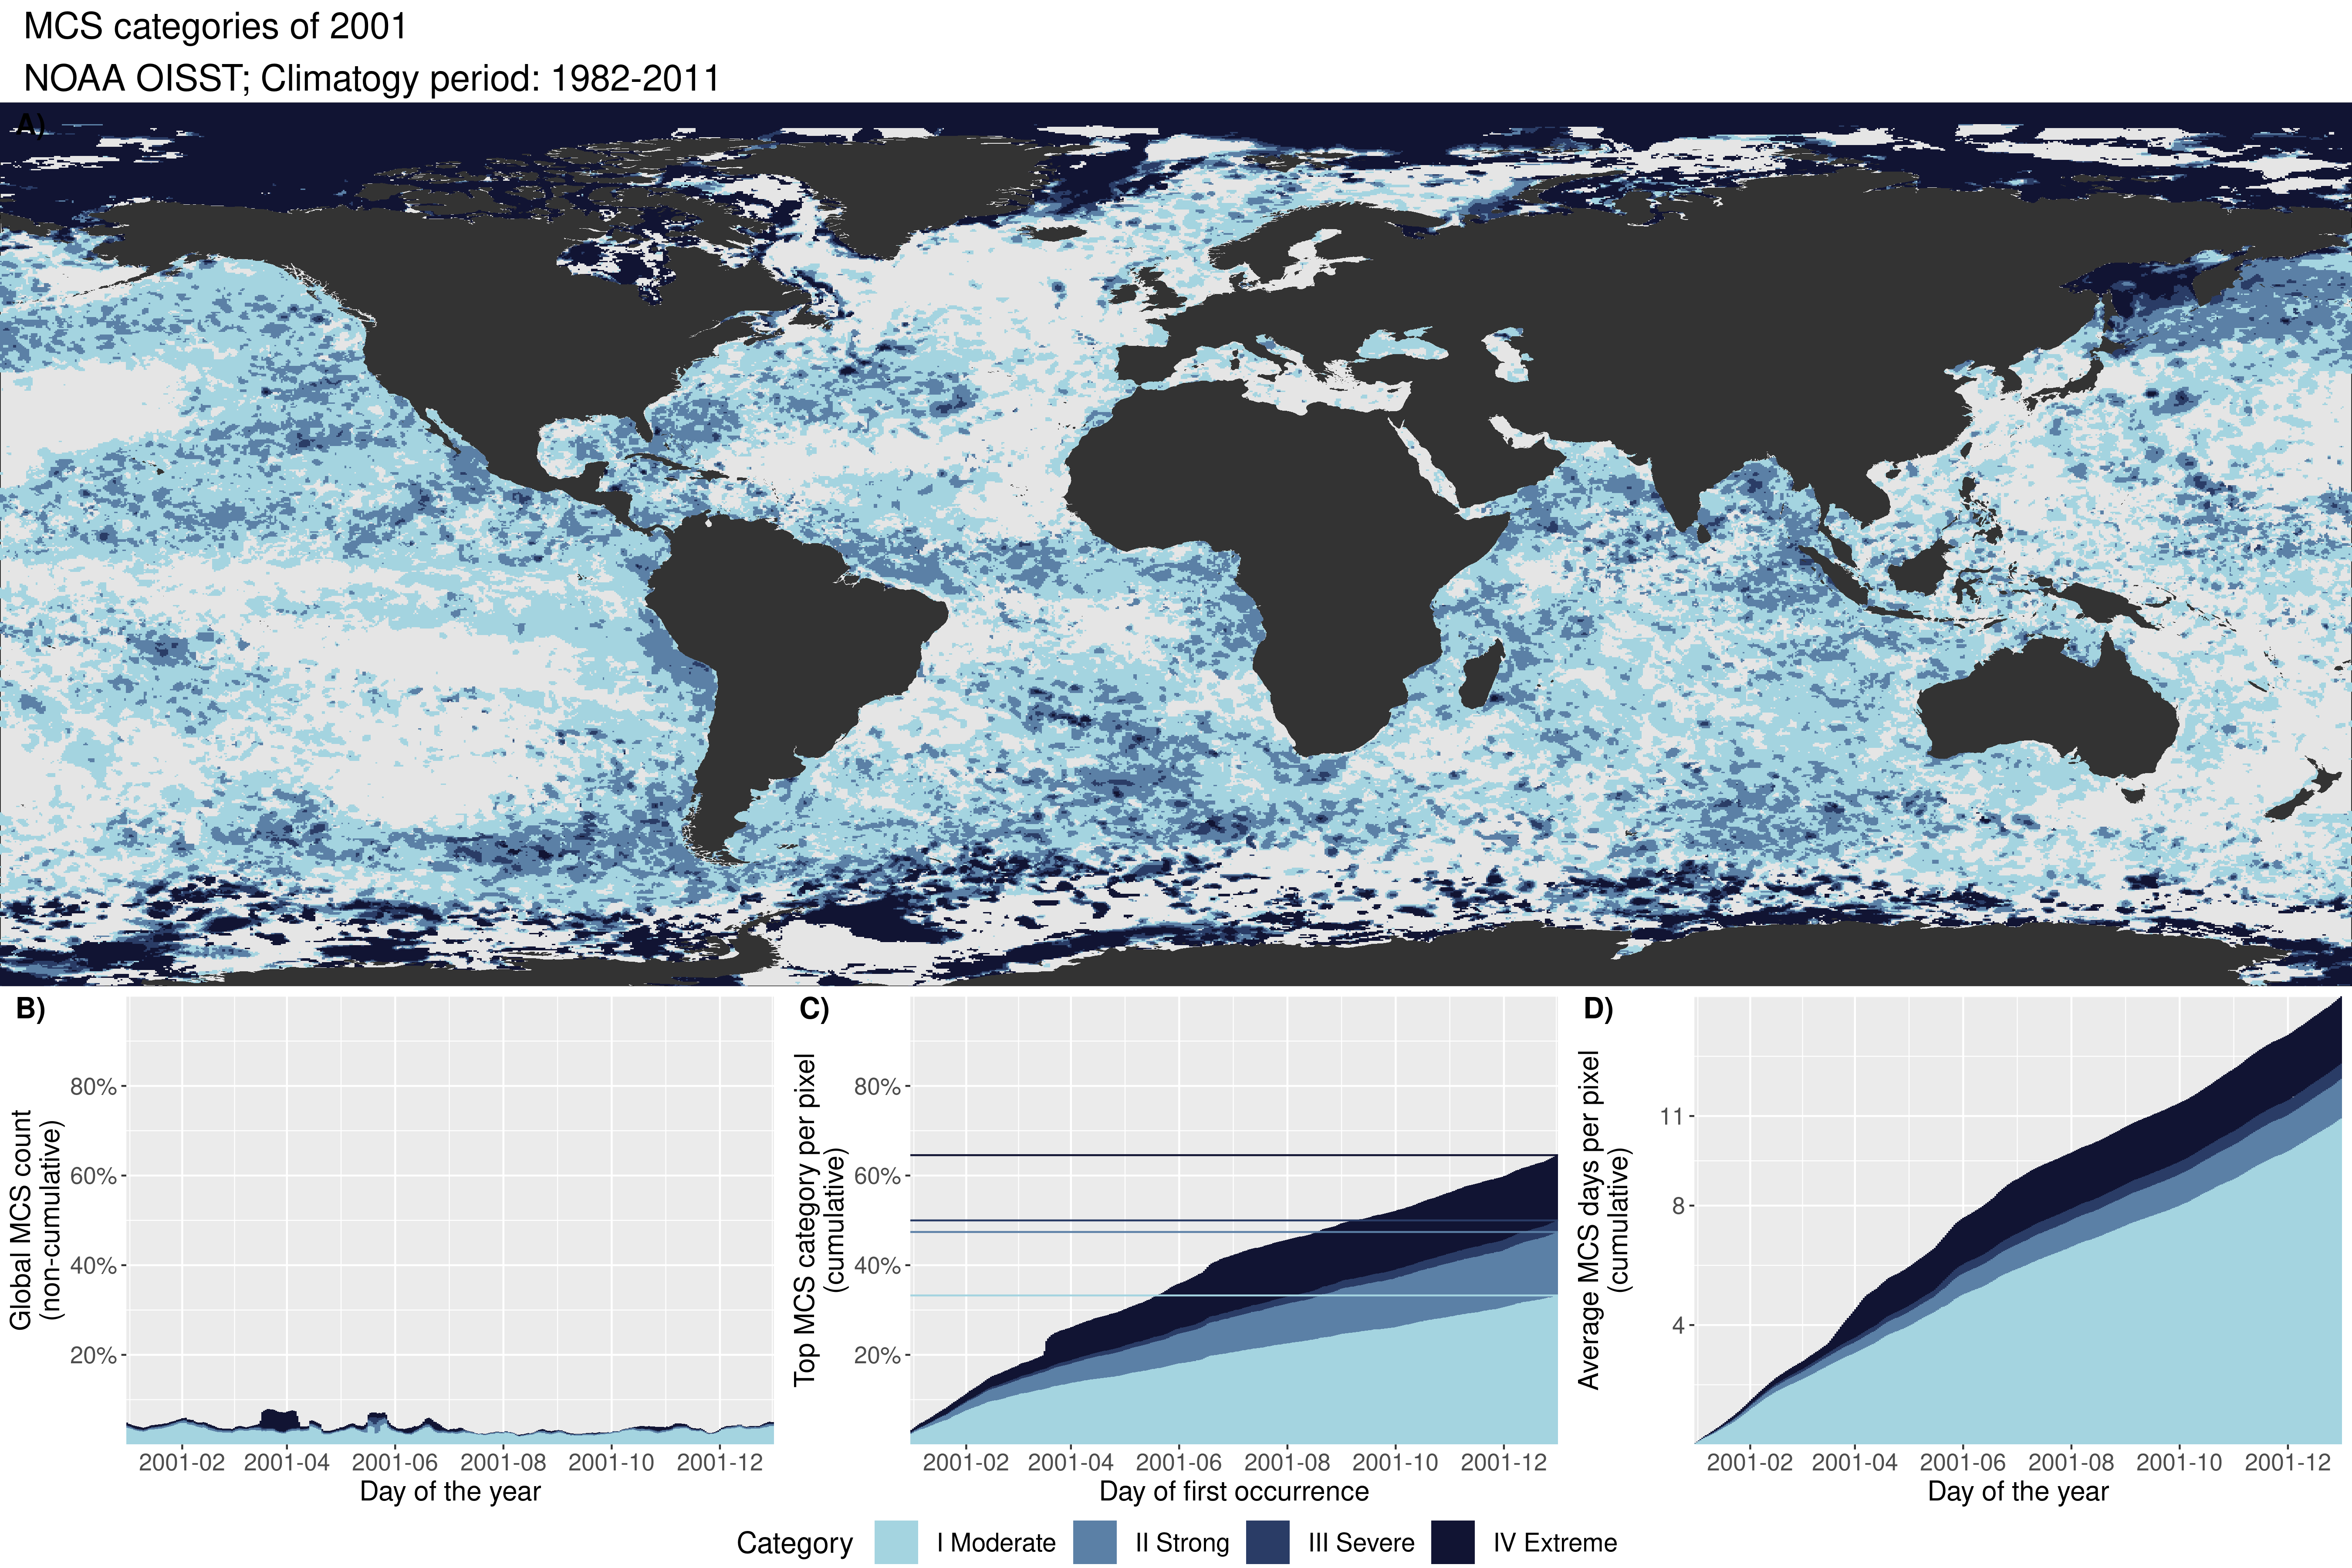 MCS categories of 2001
NOAA OISST; Climatogy period: 1982-2011
A)
B)
Global MCS count
(non-cumulative)
80%
60%
40%
20%
2001-02 2001-04 2001-06 2001-08 2001-10 2001-12
Day of the year
C)
Top MCS category per pixel
(cumulative)
80%
60%
40%
20%
2001-02 2001-04 2001-06 2001-08 2001-10 2001-12
Day of first occurrence
D)
Average MCS days per pixel
(cumulative)
11
8
4
2001-02 2001-04 2001-06 2001-08 2001-10 2001-12
Day of the year
Category I Moderate II Strong III Severe IV Extreme